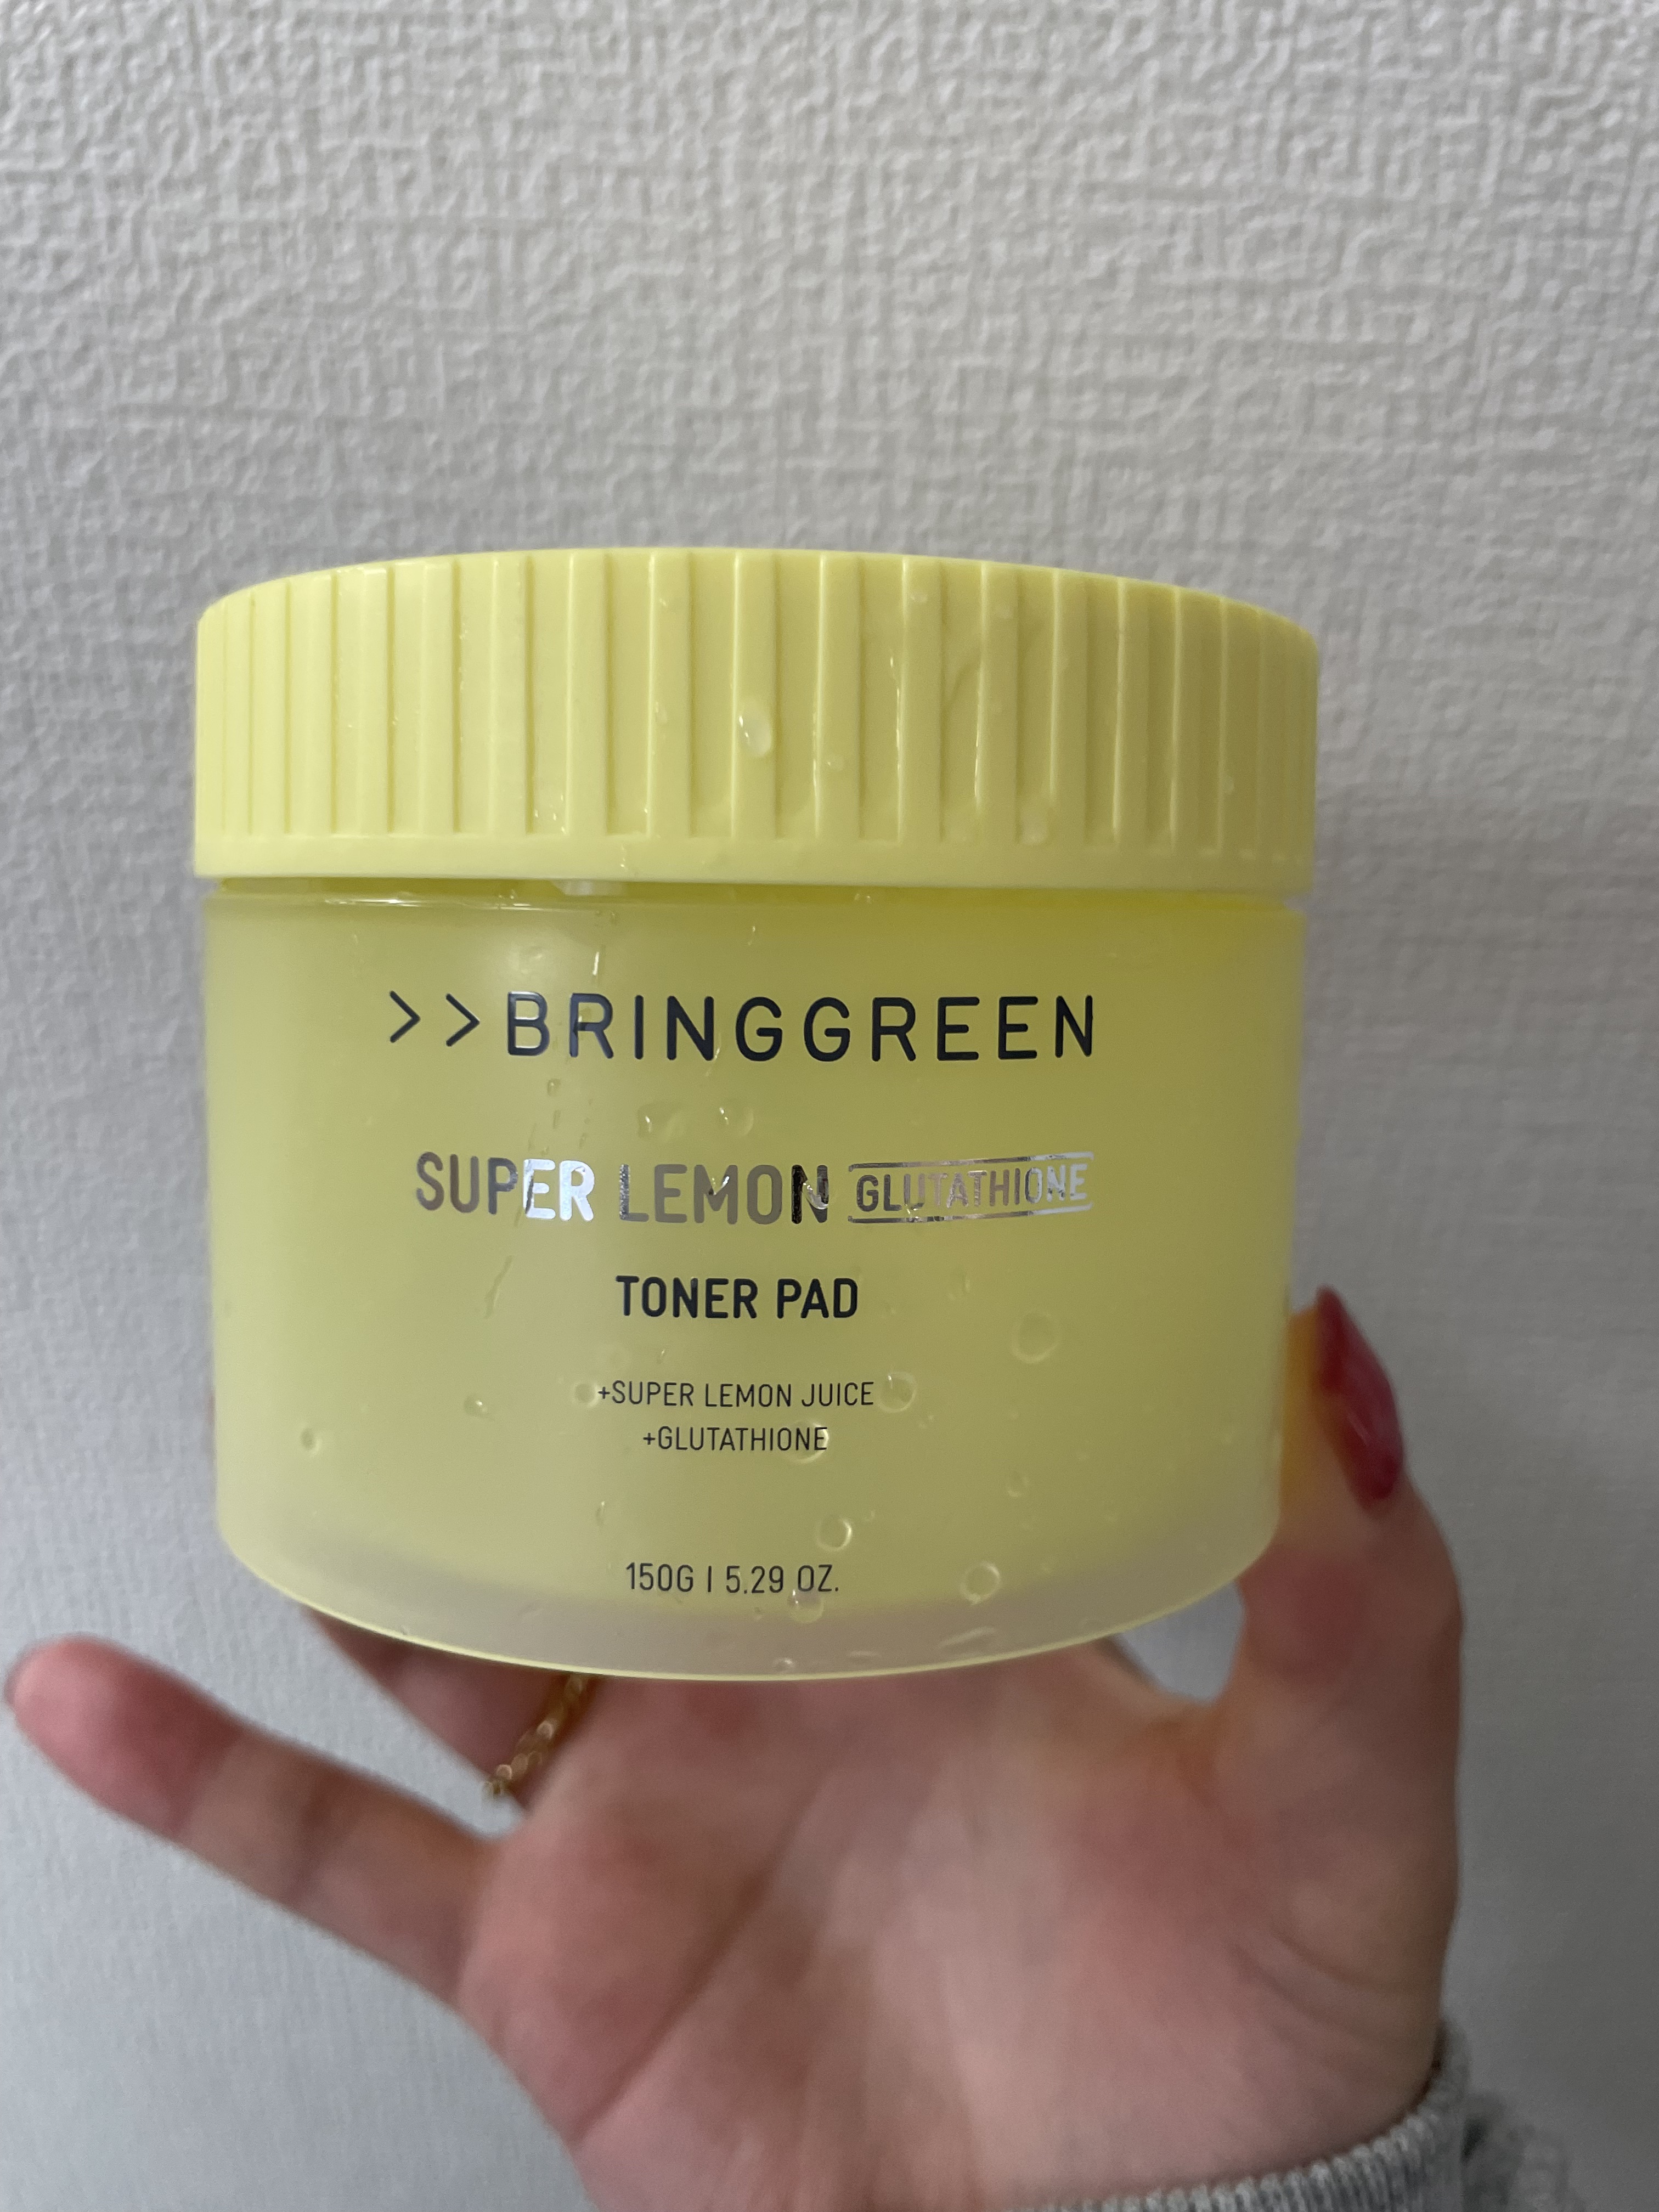 >>BRINGGREEN
SUPER LEMON GLUTATHIONE
TONER PAD
+SUPER LEMON JUICE
+GLUTATHIONE
150G | 5.29 OZ.